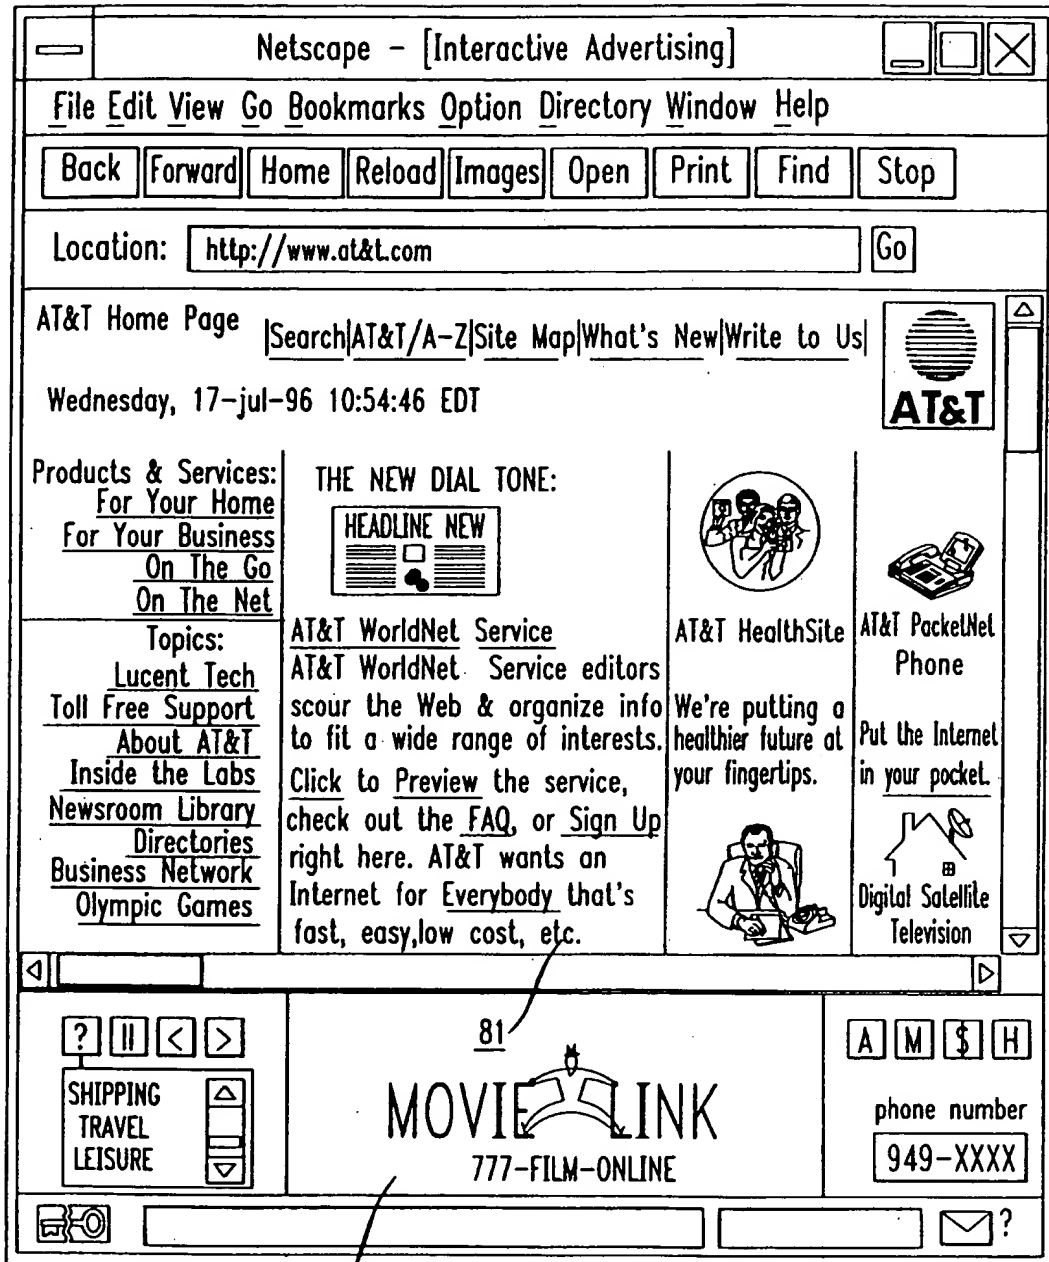 Netscape - [Interactive Advertising]
File Edit View Go Bookmarks Option Directory Window Help
Back Forward Home Reload Images Open Print Find Stop
Location: http://www.at&t.com Go
AT&T Home Page |Search|AT&T/A-Z|Site Map|What's New|Write to Us|
AT&T
Wednesday, 17-jul-96 10:54:46 EDT
Products & Services:
For Your Home
For Your Business
On The Go
On The Net
Topics:
Lucent Tech
Toll Free Support
About AT&T
Inside the Labs
Newsroom Library
Directories
Business Network
Olympic Games
THE NEW DIAL TONE:
HEADLINE NEW
AT&T WorldNet Service
AT&T WorldNet Service editors
scour the Web & organize info
to fit a wide range of interests.
Click to Preview the service,
check out the FAQ, or Sign Up
right here. AT&T wants an
Internet for Everybody that's
fast, easy,low cost, etc.
AT&T HealthSite
We're putting a
healthier future at
your fingertips.
AT&T PocketNet
Phone
Put the Internet
in your pocket.
Digital Satellite
Television
? || < >
SHIPPING
TRAVEL
LEISURE
81
MOVIE LINK
777-FILM-ONLINE
A M $ H
phone number
949-XXXX
?